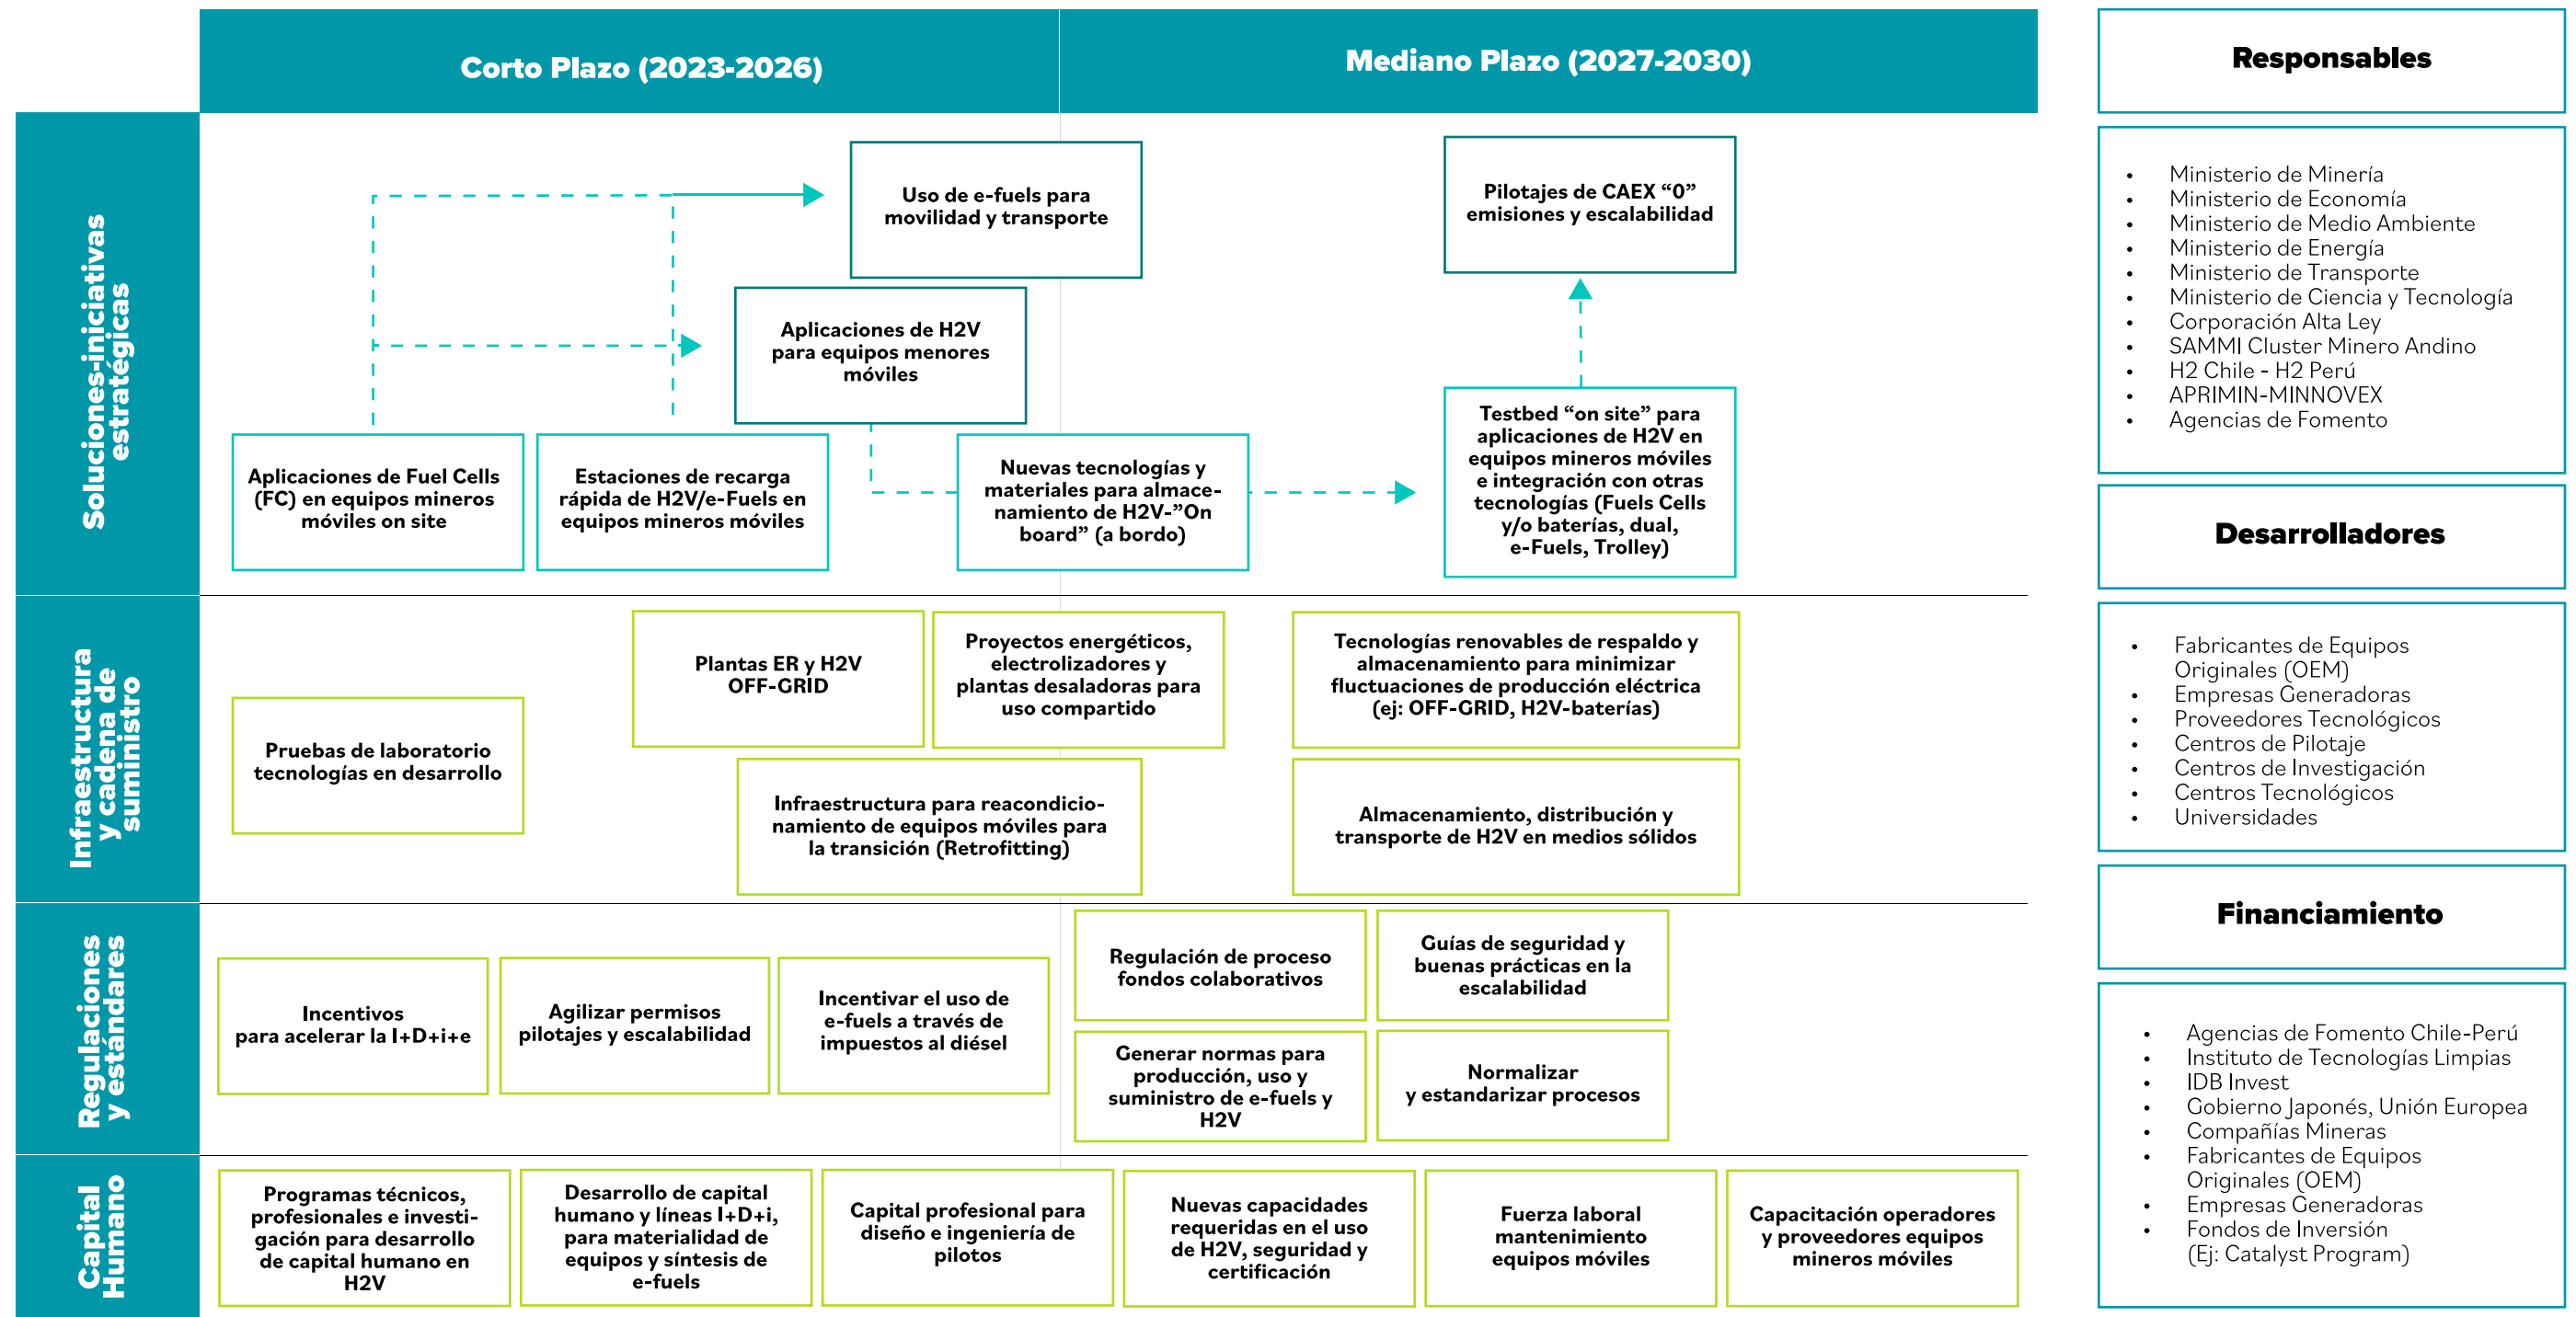 Corto Plazo (2023-2026)
Mediano Plazo (2027-2030)
Soluciones-iniciativas
estratégicas
Uso de e-fuels para
movilidad y transporte
Pilotajes de CAEX “0”
emisiones y escalabilidad
Aplicaciones de H2V
para equipos menores
móviles
Aplicaciones de Fuel Cells
(FC) en equipos mineros
móviles on site
Estaciones de recarga
rápida de H2V/e-Fuels en
equipos mineros móviles
Nuevas tecnologías y
materiales para almace-
namiento de H2V-”On
board” (a bordo)
Testbed “on site” para
aplicaciones de H2V en
equipos mineros móviles
e integración con otras
tecnologías (Fuels Cells
y/o baterías, dual,
e-Fuels, Trolley)
Infraestructura
y cadena de
suministro
Pruebas de laboratorio
tecnologías en desarrollo
Plantas ER y H2V
OFF-GRID
Proyectos energéticos,
electrolizadores y
plantas desaladoras para
uso compartido
Infraestructura para reacondicio-
namiento de equipos móviles para
la transición (Retrofitting)
Tecnologías renovables de respaldo y
almacenamiento para minimizar
fluctuaciones de producción eléctrica
(ej: OFF-GRID, H2V-baterías)
Almacenamiento, distribución y
transporte de H2V en medios sólidos
Regulaciones
y estándares
Incentivos
para acelerar la I+D+i+e
Agilizar permisos
pilotajes y escalabilidad
Incentivar el uso de
e-fuels a través de
impuestos al diésel
Regulación de proceso
fondos colaborativos
Guías de seguridad y
buenas prácticas en la
escalabilidad
Generar normas para
producción, uso y
suministro de e-fuels y
H2V
Normalizar
y estandarizar procesos
Capital
Humano
Programas técnicos,
profesionales e investi-
gación para desarrollo
de capital humano en
H2V
Desarrollo de capital
humano y líneas I+D+i,
para materialidad de
equipos y síntesis de
e-fuels
Capital profesional para
diseño e ingeniería de
pilotos
Nuevas capacidades
requeridas en el uso
de H2V, seguridad y
certificación
Fuerza laboral
mantenimiento
equipos móviles
Capacitación operadores
y proveedores equipos
mineros móviles
Responsables
• Ministerio de Minería
• Ministerio de Economía
• Ministerio de Medio Ambiente
• Ministerio de Energía
• Ministerio de Transporte
• Ministerio de Ciencia y Tecnología
• Corporación Alta Ley
• SAMMI Cluster Minero Andino
• H2 Chile - H2 Perú
• APRIMIN-MINNOVEX
• Agencias de Fomento
Desarrolladores
• Fabricantes de Equipos
Originales (OEM)
• Empresas Generadoras
• Proveedores Tecnológicos
• Centros de Pilotaje
• Centros de Investigación
• Centros Tecnológicos
• Universidades
Financiamiento
• Agencias de Fomento Chile-Perú
• Instituto de Tecnologías Limpias
• IDB Invest
• Gobierno Japonés, Unión Europea
• Compañías Mineras
• Fabricantes de Equipos
Originales (OEM)
• Empresas Generadoras
• Fondos de Inversión
(Ej: Catalyst Program)